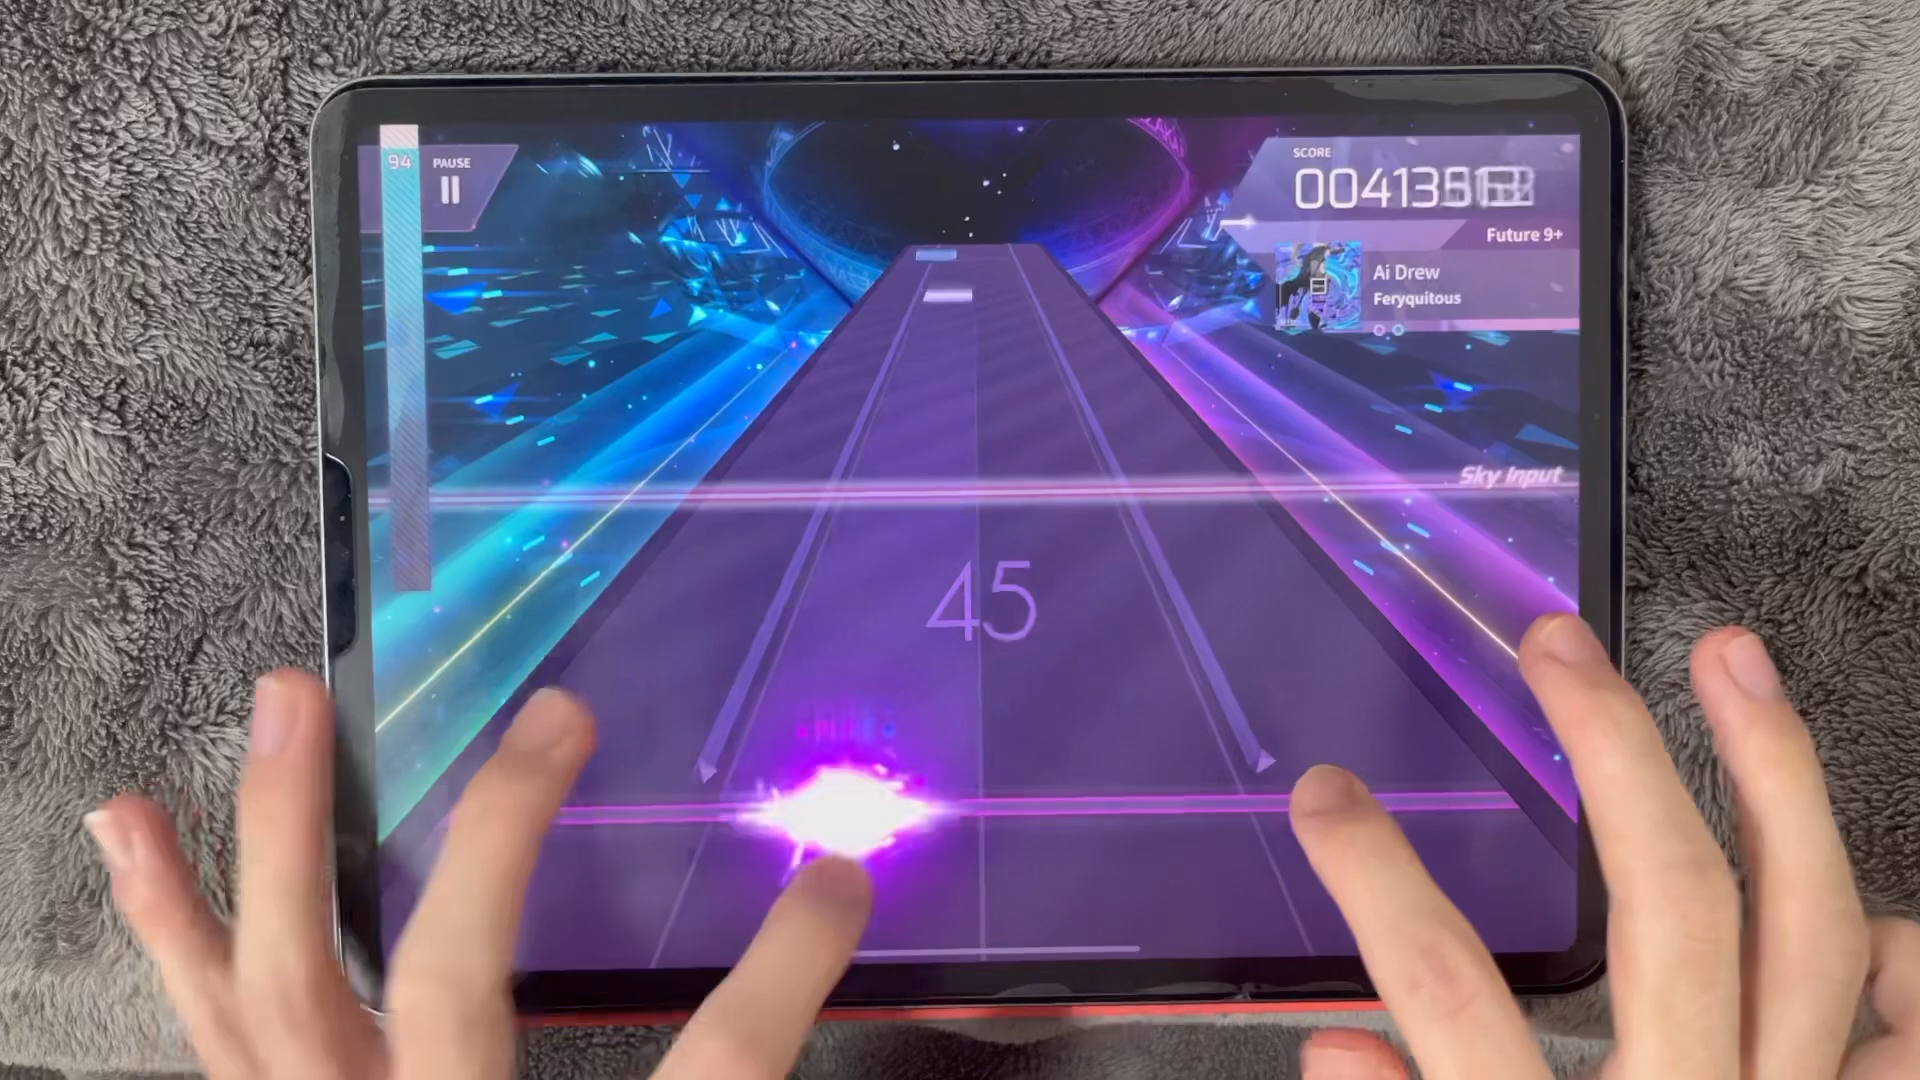 94
PAUSE
SCORE
Future 9+
Ai Drew
Feryquitous
Sky Input
45